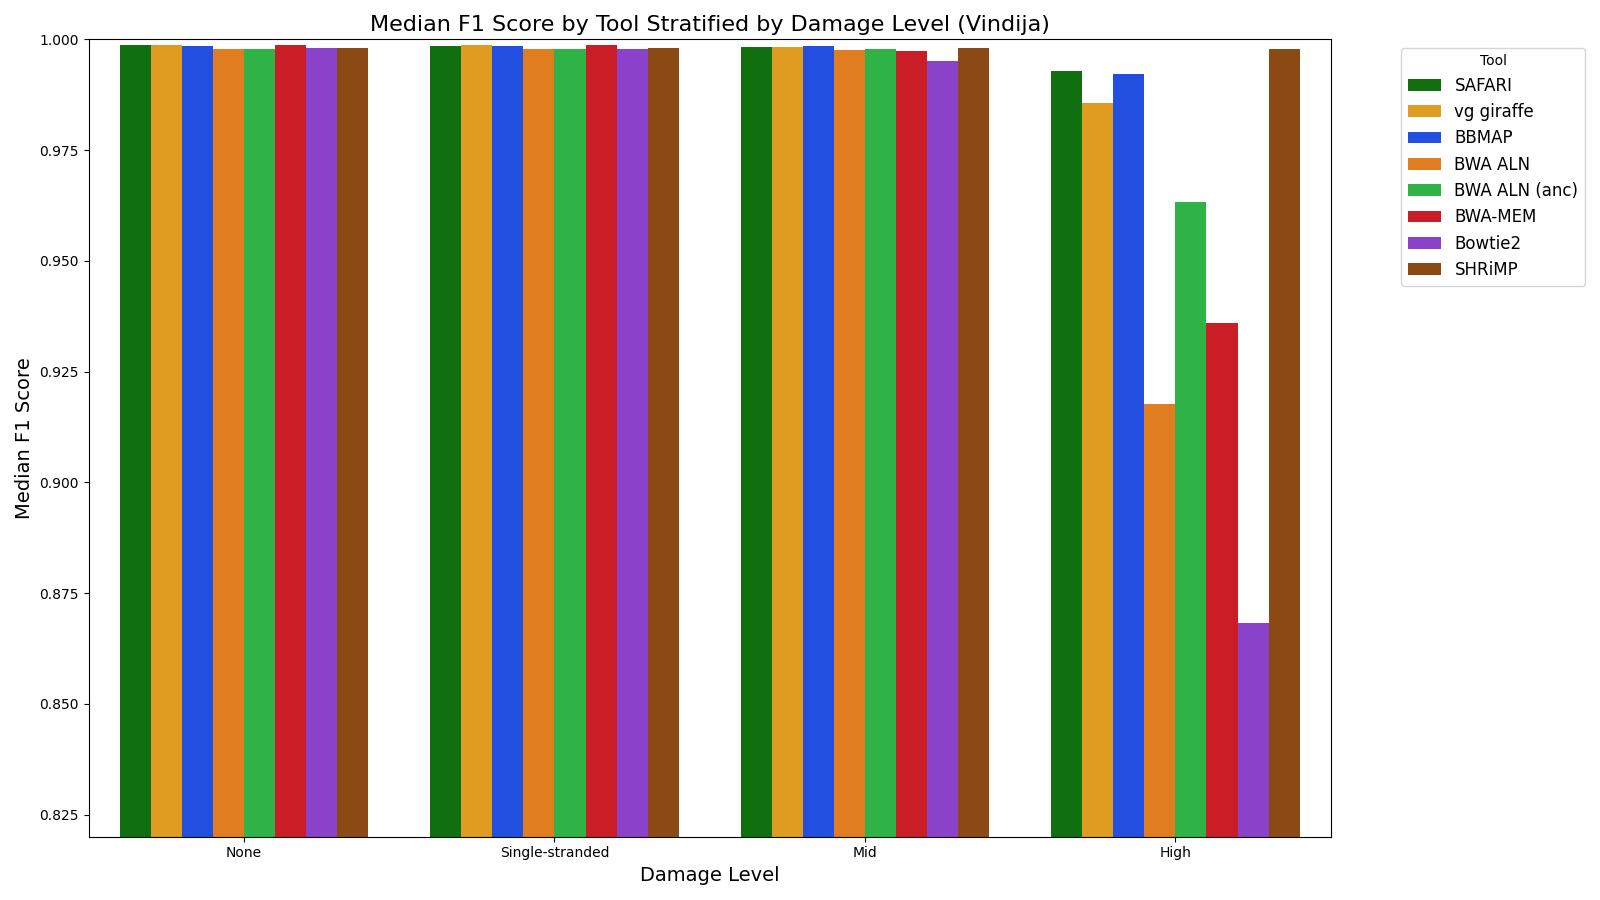 Median F1 Score by Tool Stratified by Damage Level (Vindija)
Median F1 Score
1.000
0.975
0.950
0.925
0.900
0.875
0.850
0.825
None
Single-stranded
Mid
High
Damage Level
Tool
SAFARI
vg giraffe
BBMAP
BWA ALN
BWA ALN (anc)
BWA-MEM
Bowtie2
SHRiMP